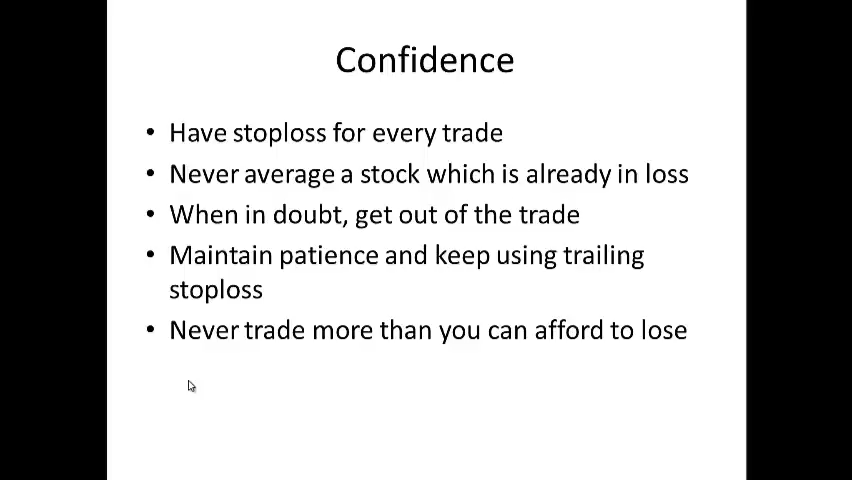 Confidence
• Have stoploss for every trade
• Never average a stock which is already in loss
• When in doubt, get out of the trade
• Maintain patience and keep using trailing
stoploss
• Never trade more than you can afford to lose